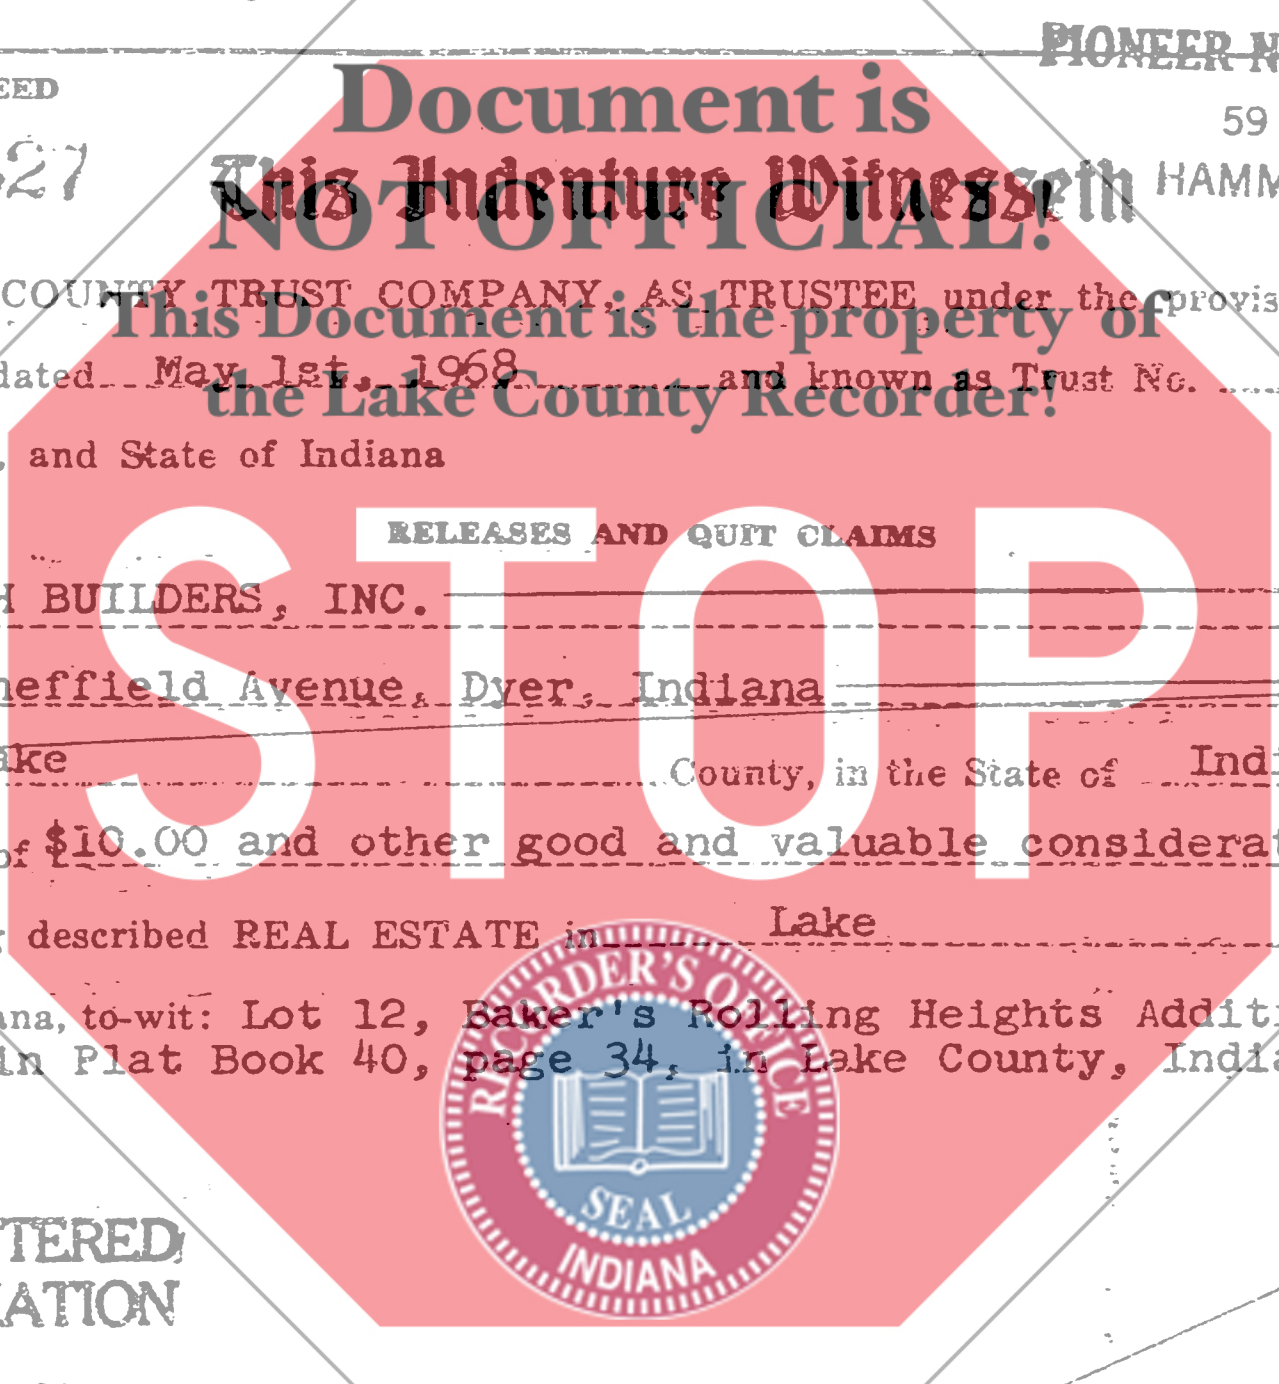 PIONEER N
EED
Document is
59
27
This Indenture Witnesseth
HAMM
NOT OFFICIAL!
COUNTY TRUST COMPANY, AS TRUSTEE under the provis
This Document is the property of
dated May 1st, 1968 and known as Trust No.
the Lake County Recorder!
, and State of Indiana
STOP
RELEASES AND QUIT CLAIMS
H BUILDERS, INC.
heffield Avenue, Dyer, Indiana
ake County, in the State of Indi
of $10.00 and other good and valuable considerat
g described REAL ESTATE in Lake
RECORDER'S OFFICE
ana, to-wit: Lot 12, Baker's Rolling Heights Additi
in Plat Book 40, page 34, in Lake County, India
SEAL
INDIANA
TERED
ATION